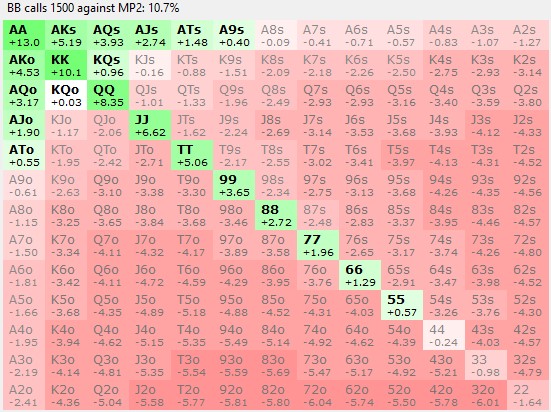 BB calls 1500 against MP2: 10.7%
AA AKs AQs AJs ATs A9s A8s A7s A6s A5s A4s A3s A2s
+13.0 +5.19 +3.93 +2.74 +1.48 +0.40 -0.09 -0.41 -0.71 -0.57 -0.83 -1.07 -1.27
AKo KK KQs KJs KTs K9s K8s K7s K6s K5s K4s K3s K2s
+4.53 +10.1 +0.96 -0.16 -0.88 -1.51 -2.09 -2.18 -2.26 -2.50 -2.75 -2.93 -3.14
AQo KQo QQ QJs QTs Q9s Q8s Q7s Q6s Q5s Q4s Q3s Q2s
+3.17 +0.03 +8.35 -1.01 -1.33 -1.96 -2.49 -2.93 -2.93 -3.16 -3.40 -3.59 -3.80
AJo KJo QJo JJ JTs J9s J8s J7s J6s J5s J4s J3s J2s
+1.90 -1.17 -2.06 +6.62 -1.62 -2.24 -2.69 -3.14 -3.53 -3.68 -3.93 -4.12 -4.33
ATo KTo QTo JTo TT T9s T8s T7s T6s T5s T4s T3s T2s
+0.55 -1.95 -2.42 -2.71 +5.06 -2.17 -2.55 -3.02 -3.41 -3.97 -4.13 -4.31 -4.52
A9o K9o Q9o J9o T9o 99 98s 97s 96s 95s 94s 93s 92s
-0.61 -2.63 -3.10 -3.38 -3.30 +3.65 -2.34 -2.75 -3.13 -3.68 -4.26 -4.35 -4.56
A8o K8o Q8o J8o T8o 98o 88 87s 86s 85s 84s 83s 82s
-1.15 -3.25 -3.65 -3.84 -3.68 -3.46 +2.72 -2.48 -2.83 -3.37 -3.95 -4.46 -4.57
A7o K7o Q7o J7o T7o 97o 87o 77 76s 75s 74s 73s 72s
-1.50 -3.34 -4.11 -4.32 -4.17 -3.89 -3.58 +1.96 -2.65 -3.17 -3.74 -4.26 -4.80
A6o K6o Q6o J6o T6o 96o 86o 76o 66 65s 64s 63s 62s
-1.81 -3.42 -4.11 -4.72 -4.59 -4.29 -3.95 -3.76 +1.29 -2.91 -3.47 -3.98 -4.52
A5o K5o Q5o J5o T5o 95o 85o 75o 65o 55 54s 53s 52s
-1.66 -3.68 -4.35 -4.89 -5.18 -4.88 -4.52 -4.31 -4.03 +0.57 -3.26 -3.76 -4.30
A4o K4o Q4o J4o T4o 94o 84o 74o 64o 54o 44 43s 42s
-1.95 -3.94 -4.62 -5.15 -5.35 -5.49 -5.14 -4.92 -4.62 -4.39 -0.24 -4.03 -4.57
A3o K3o Q3o J3o T3o 93o 83o 73o 63o 53o 43o 33 32s
-2.19 -4.14 -4.81 -5.35 -5.54 -5.59 -5.69 -5.47 -5.17 -4.92 -5.21 -0.98 -4.79
A2o K2o Q2o J2o T2o 92o 82o 72o 62o 52o 42o 32o 22
-2.41 -4.36 -5.04 -5.58 -5.77 -5.81 -5.80 -6.04 -5.74 -5.50 -5.78 -6.01 -1.64